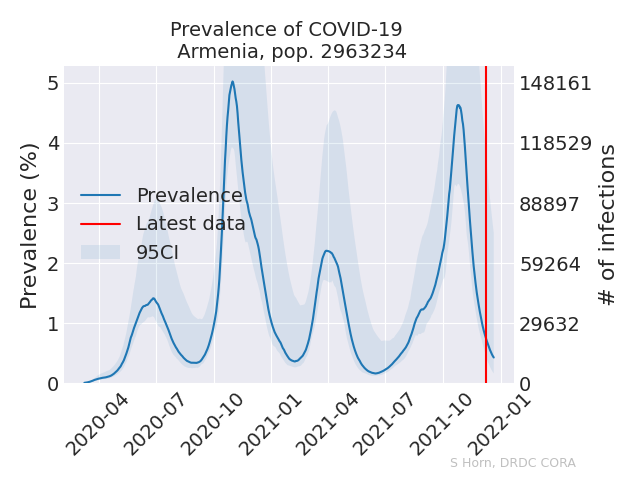 Prevalence of COVID-19
Armenia, pop. 2963234
Prevalence (%)
5
4
3
2
1
0
Prevalence
Latest data
95CI
148161
118529
88897
59264
29632
0
# of infections
2020-04
2020-07
2020-10
2021-01
2021-04
2021-07
2021-10
2022-01
S Horn, DRDC CORA